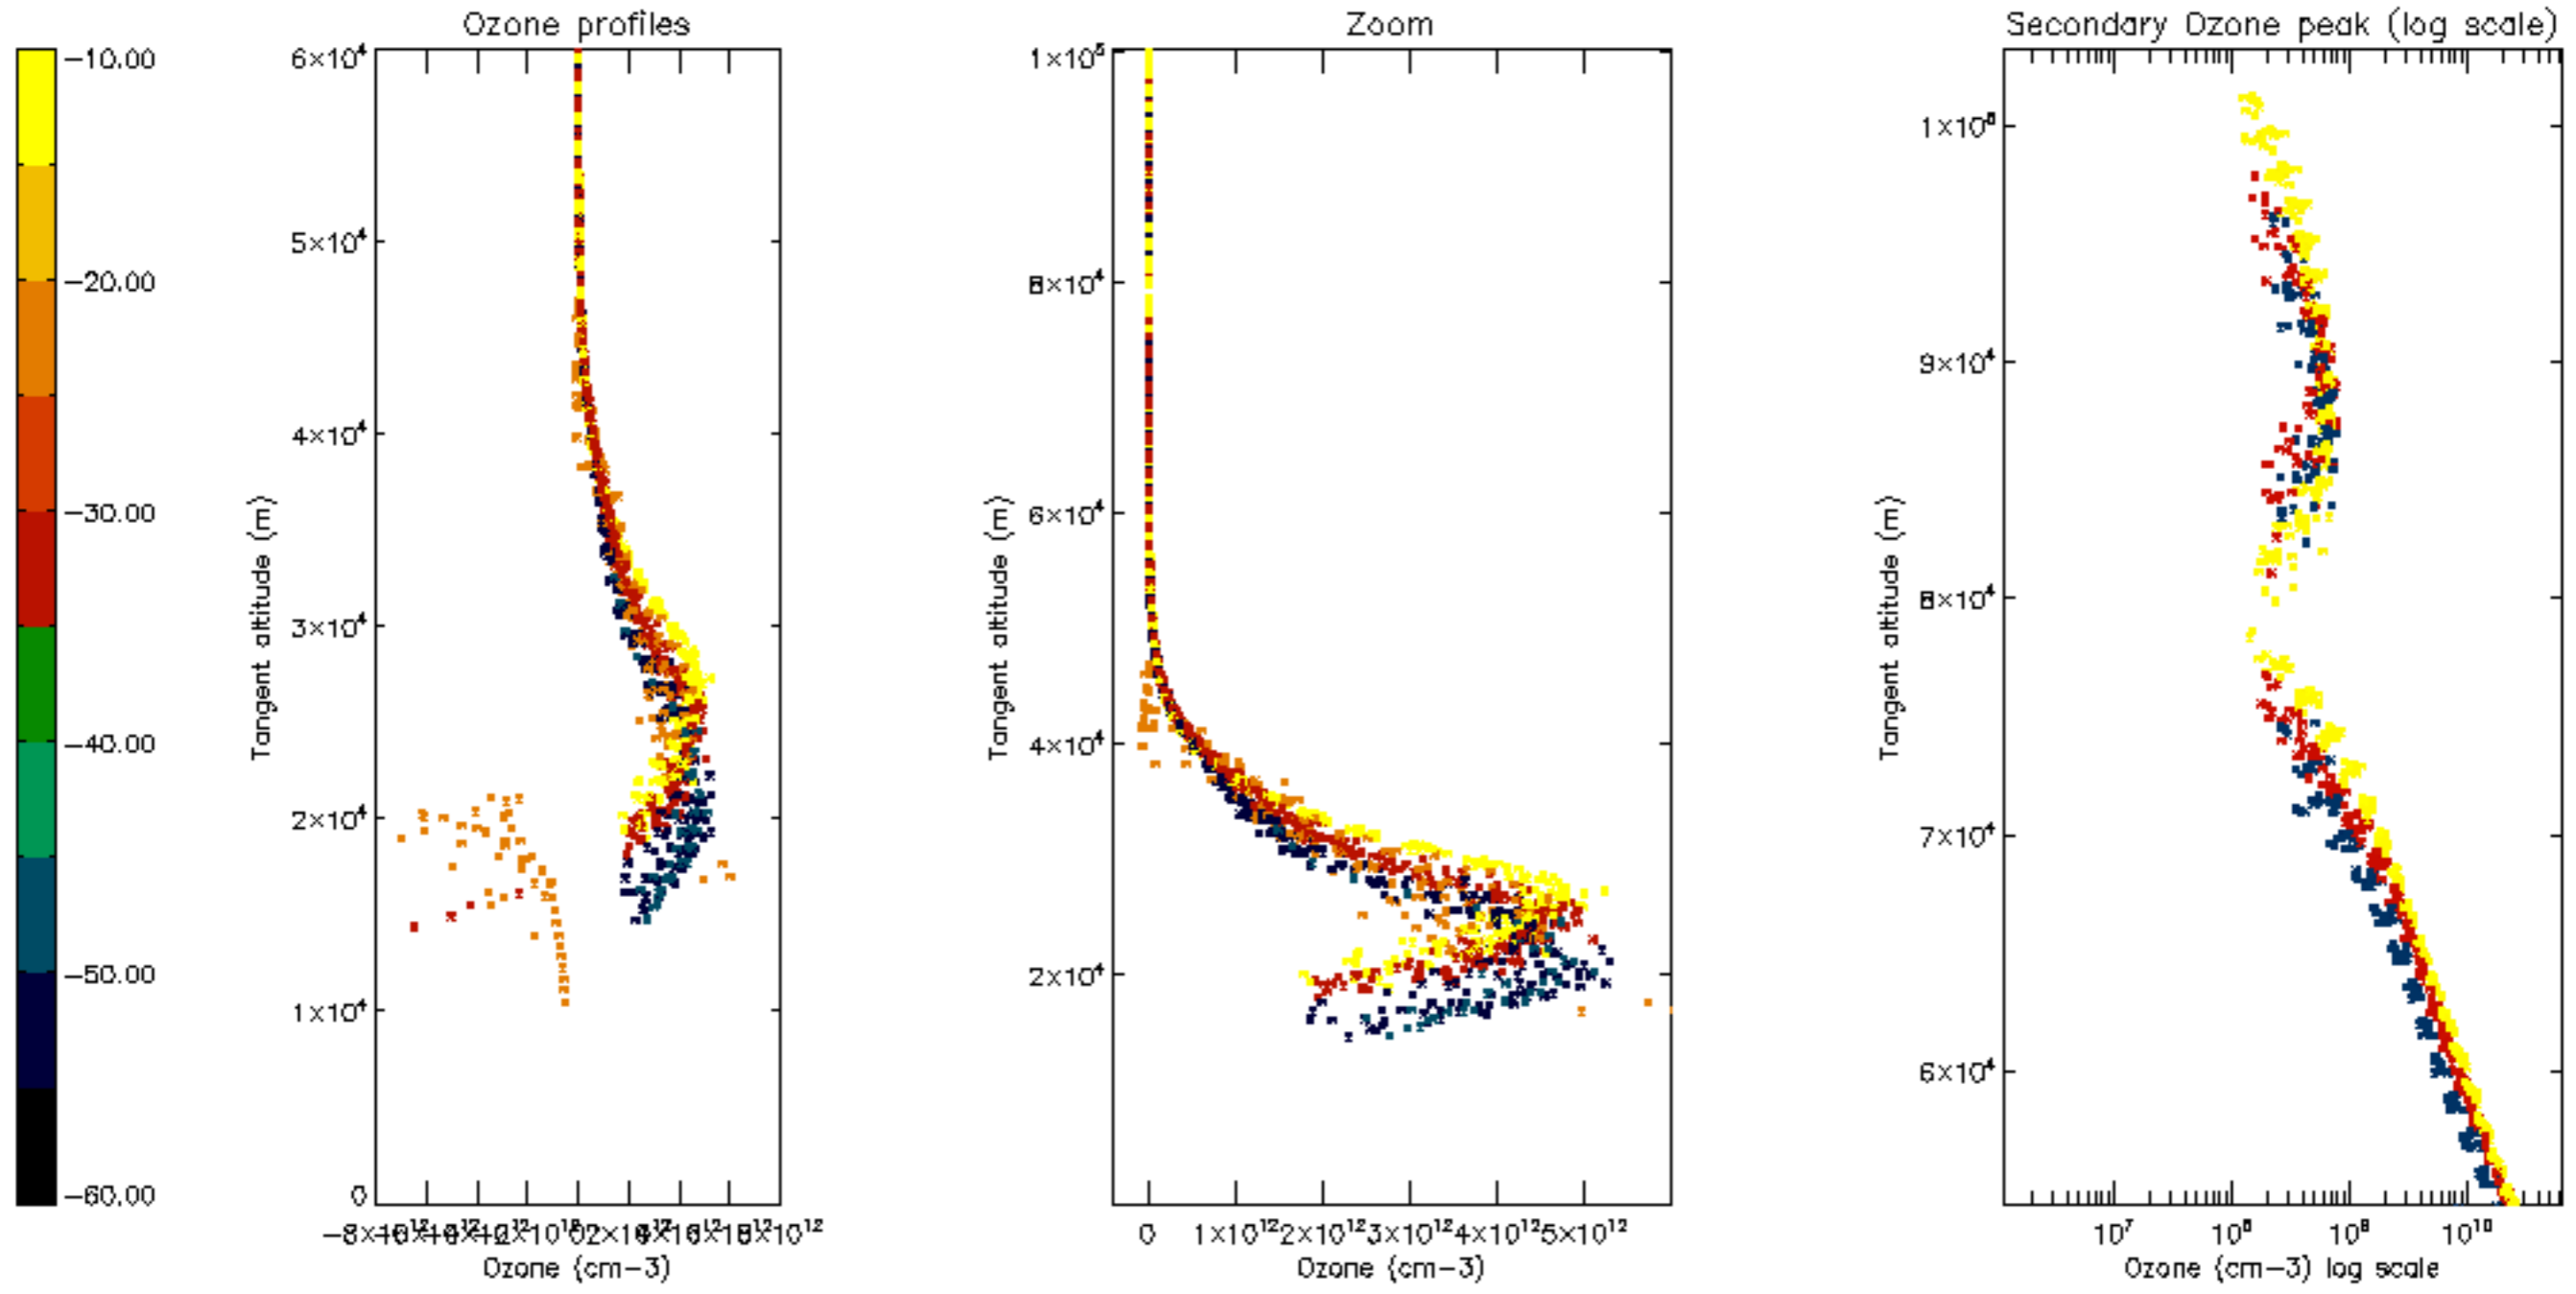 Ozone profiles
Zoom
Secondary Ozone peak (log scale)
−10.00
−20.00
−30.00
−40.00
−50.00
−60.00
6×10⁴
5×10⁴
4×10⁴
3×10⁴
2×10⁴
1×10⁴
0
Tangent altitude (m)
Ozone (cm−3)
1×10⁵
8×10⁴
6×10⁴
4×10⁴
2×10⁴
Tangent altitude (m)
0 1×10¹² 2×10¹² 3×10¹² 4×10¹² 5×10¹²
Ozone (cm−3)
1×10⁵
9×10⁴
8×10⁴
7×10⁴
6×10⁴
Tangent altitude (m)
10⁷ 10⁸ 10⁹ 10¹⁰
Ozone (cm−3) log scale